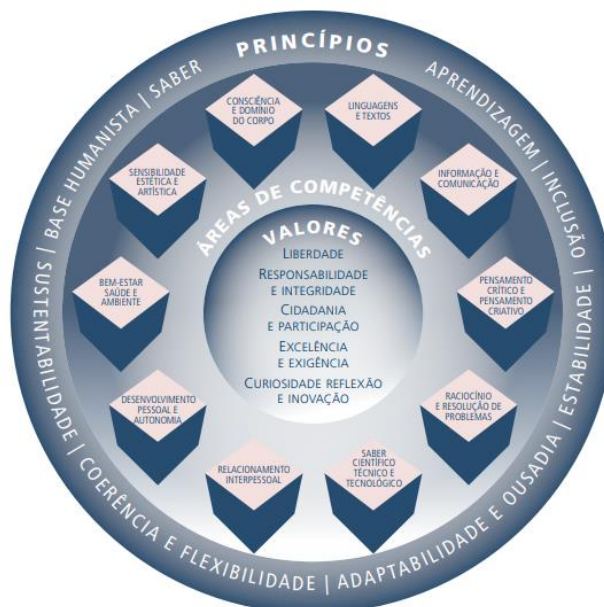 PRINCÍPIOS
BASE HUMANISTA | SABER
APRENDIZAGEM | INCLUSÃO | ESTABILIDADE |
ADAPTABILIDADE E OUSADIA
SUSTENTABILIDADE | COERÊNCIA E FLEXIBILIDADE |
ÁREAS DE COMPETÊNCIAS
LINGUAGENS
E TEXTOS
INFORMAÇÃO E
COMUNICAÇÃO
PENSAMENTO
CRÍTICO E
PENSAMENTO
CRIATIVO
RACIOCÍNIO
E RESOLUÇÃO DE
PROBLEMAS
SABER
CIENTÍFICO
TÉCNICO E
TECNOLÓGICO
RELACIONAMENTO
INTERPESSOAL
DESENVOLVIMENTO
PESSOAL E
AUTONOMIA
BEM-ESTAR
SAÚDE E
AMBIENTE
SENSIBILIDADE
ESTÉTICA E
ARTÍSTICA
CONSCIÊNCIA
E DOMÍNIO
DO CORPO
VALORES
LIBERDADE
RESPONSABILIDADE
E INTEGRIDADE
CIDADANIA
E PARTICIPAÇÃO
EXCELÊNCIA
E EXIGÊNCIA
CURIOSIDADE REFLEXÃO
E INOVAÇÃO